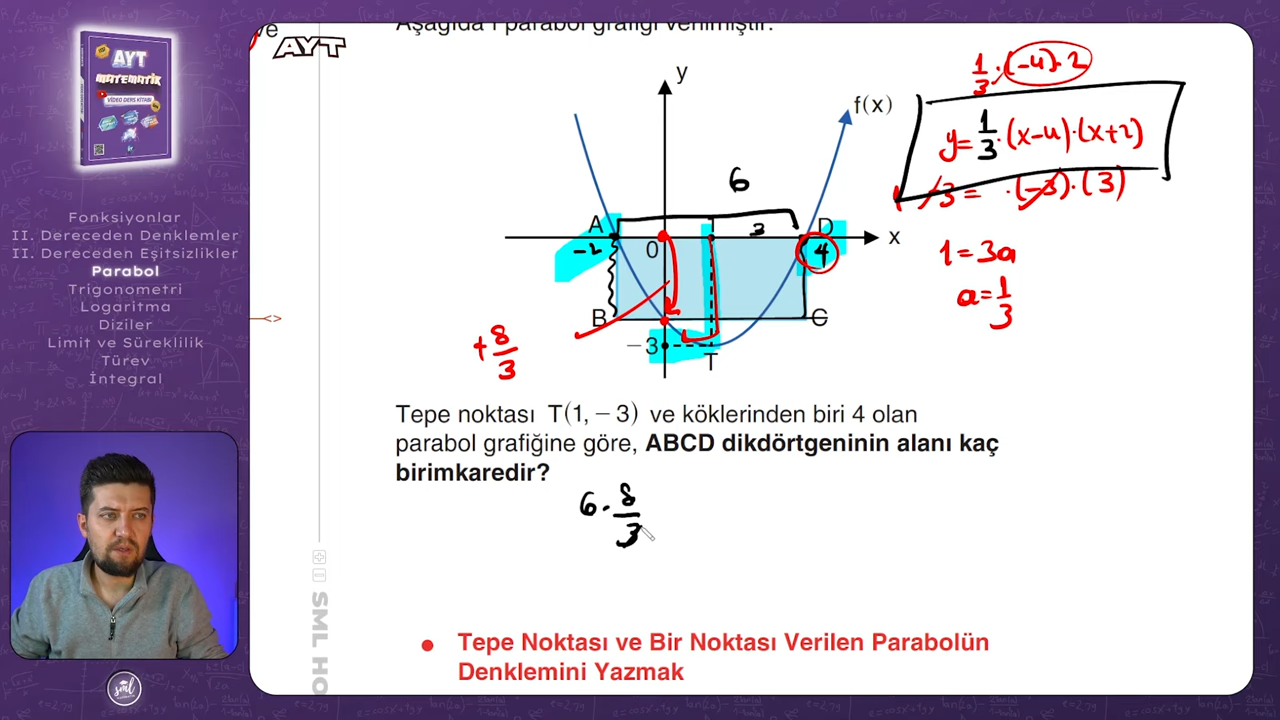 Aşağıda f parabol grafiği verilmiştir.
ve
AYT
AYT
MATEMATİK
VİDEO DERS KİTABI
Fonksiyonlar
II. Dereceden Denklemler
II. Dereceden Eşitsizlikler
Parabol
Trigonometri
Logaritma
Diziler
Limit ve Süreklilik
Türev
İntegral
y
f(x)
6
A
3
D
x
-2
0
4
B
C
-3
T
+8/3
1/3 · (-4) · 2
y = 1/3 · (x-4) · (x+2)
-3 = · (-3) · (3)
1 = 3a
a = 1/3
Tepe noktası T(1, – 3) ve köklerinden biri 4 olan
parabol grafiğine göre, ABCD dikdörtgeninin alanı kaç
birimkaredir?
6 · 8/3
SML HO
• Tepe Noktası ve Bir Noktası Verilen Parabolün
Denklemini Yazmak
sml